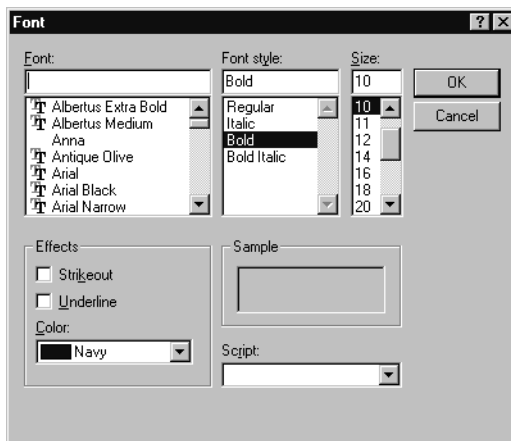 Font
Font:
Albertus Extra Bold
Albertus Medium
Anna
Antique Olive
Arial
Arial Black
Arial Narrow
Font style:
Bold
Regular
Italic
Bold
Bold Italic
Size:
10
10
11
12
14
16
18
20
OK
Cancel
Effects
Strikeout
Underline
Color:
Navy
Sample
Script: